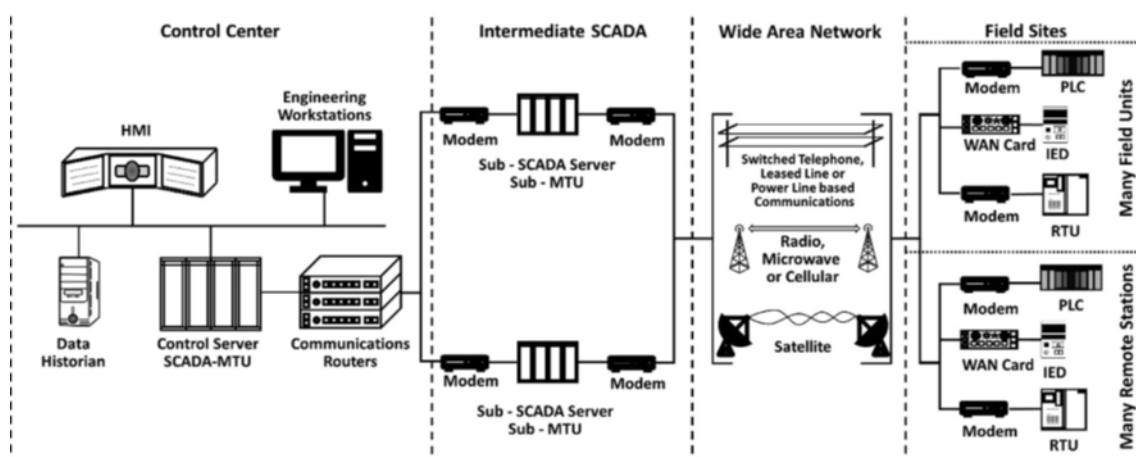 Control Center
Intermediate SCADA
Wide Area Network
Field Sites
HMI
Engineering
Workstations
Data
Historian
Control Server
SCADA-MTU
Communications
Routers
Modem
Modem
Sub - SCADA Server
Sub - MTU
Modem
Modem
Sub - SCADA Server
Sub - MTU
Switched Telephone,
Leased Line or
Power Line based
Communications
Radio,
Microwave
or Cellular
Satellite
Modem
PLC
WAN Card
IED
Modem
RTU
Many Field Units
Modem
PLC
WAN Card
IED
Modem
RTU
Many Remote Stations